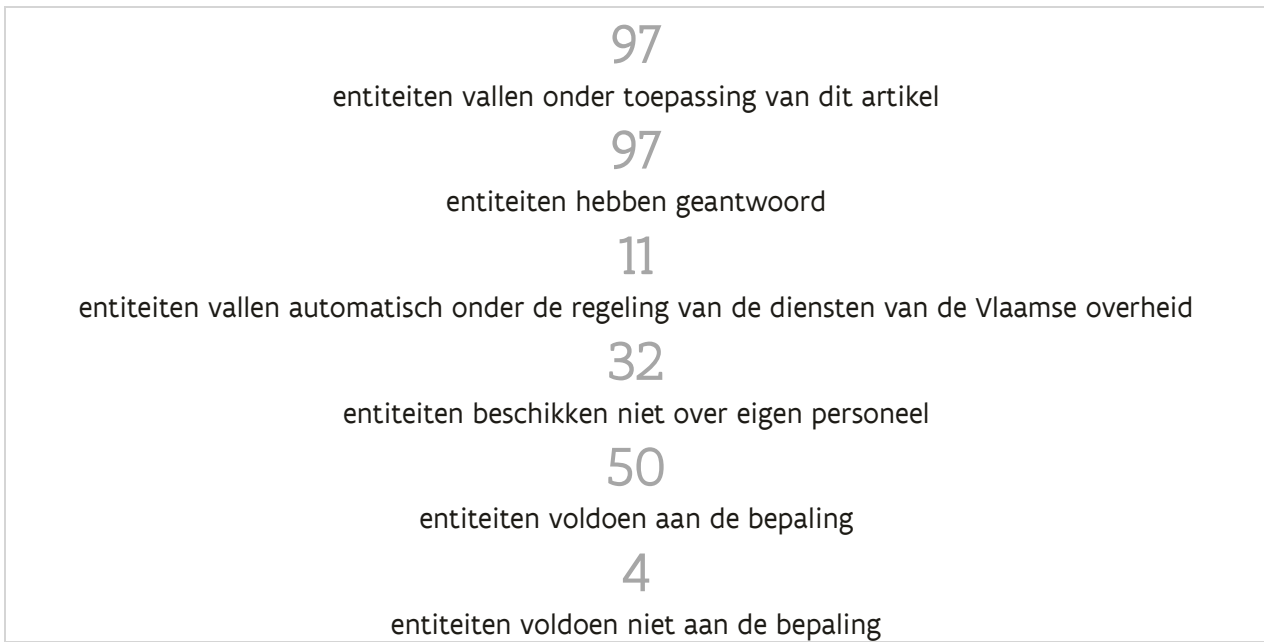 97
entiteiten vallen onder toepassing van dit artikel
97
entiteiten hebben geantwoord
11
entiteiten vallen automatisch onder de regeling van de diensten van de Vlaamse overheid
32
entiteiten beschikken niet over eigen personeel
50
entiteiten voldoen aan de bepaling
4
entiteiten voldoen niet aan de bepaling